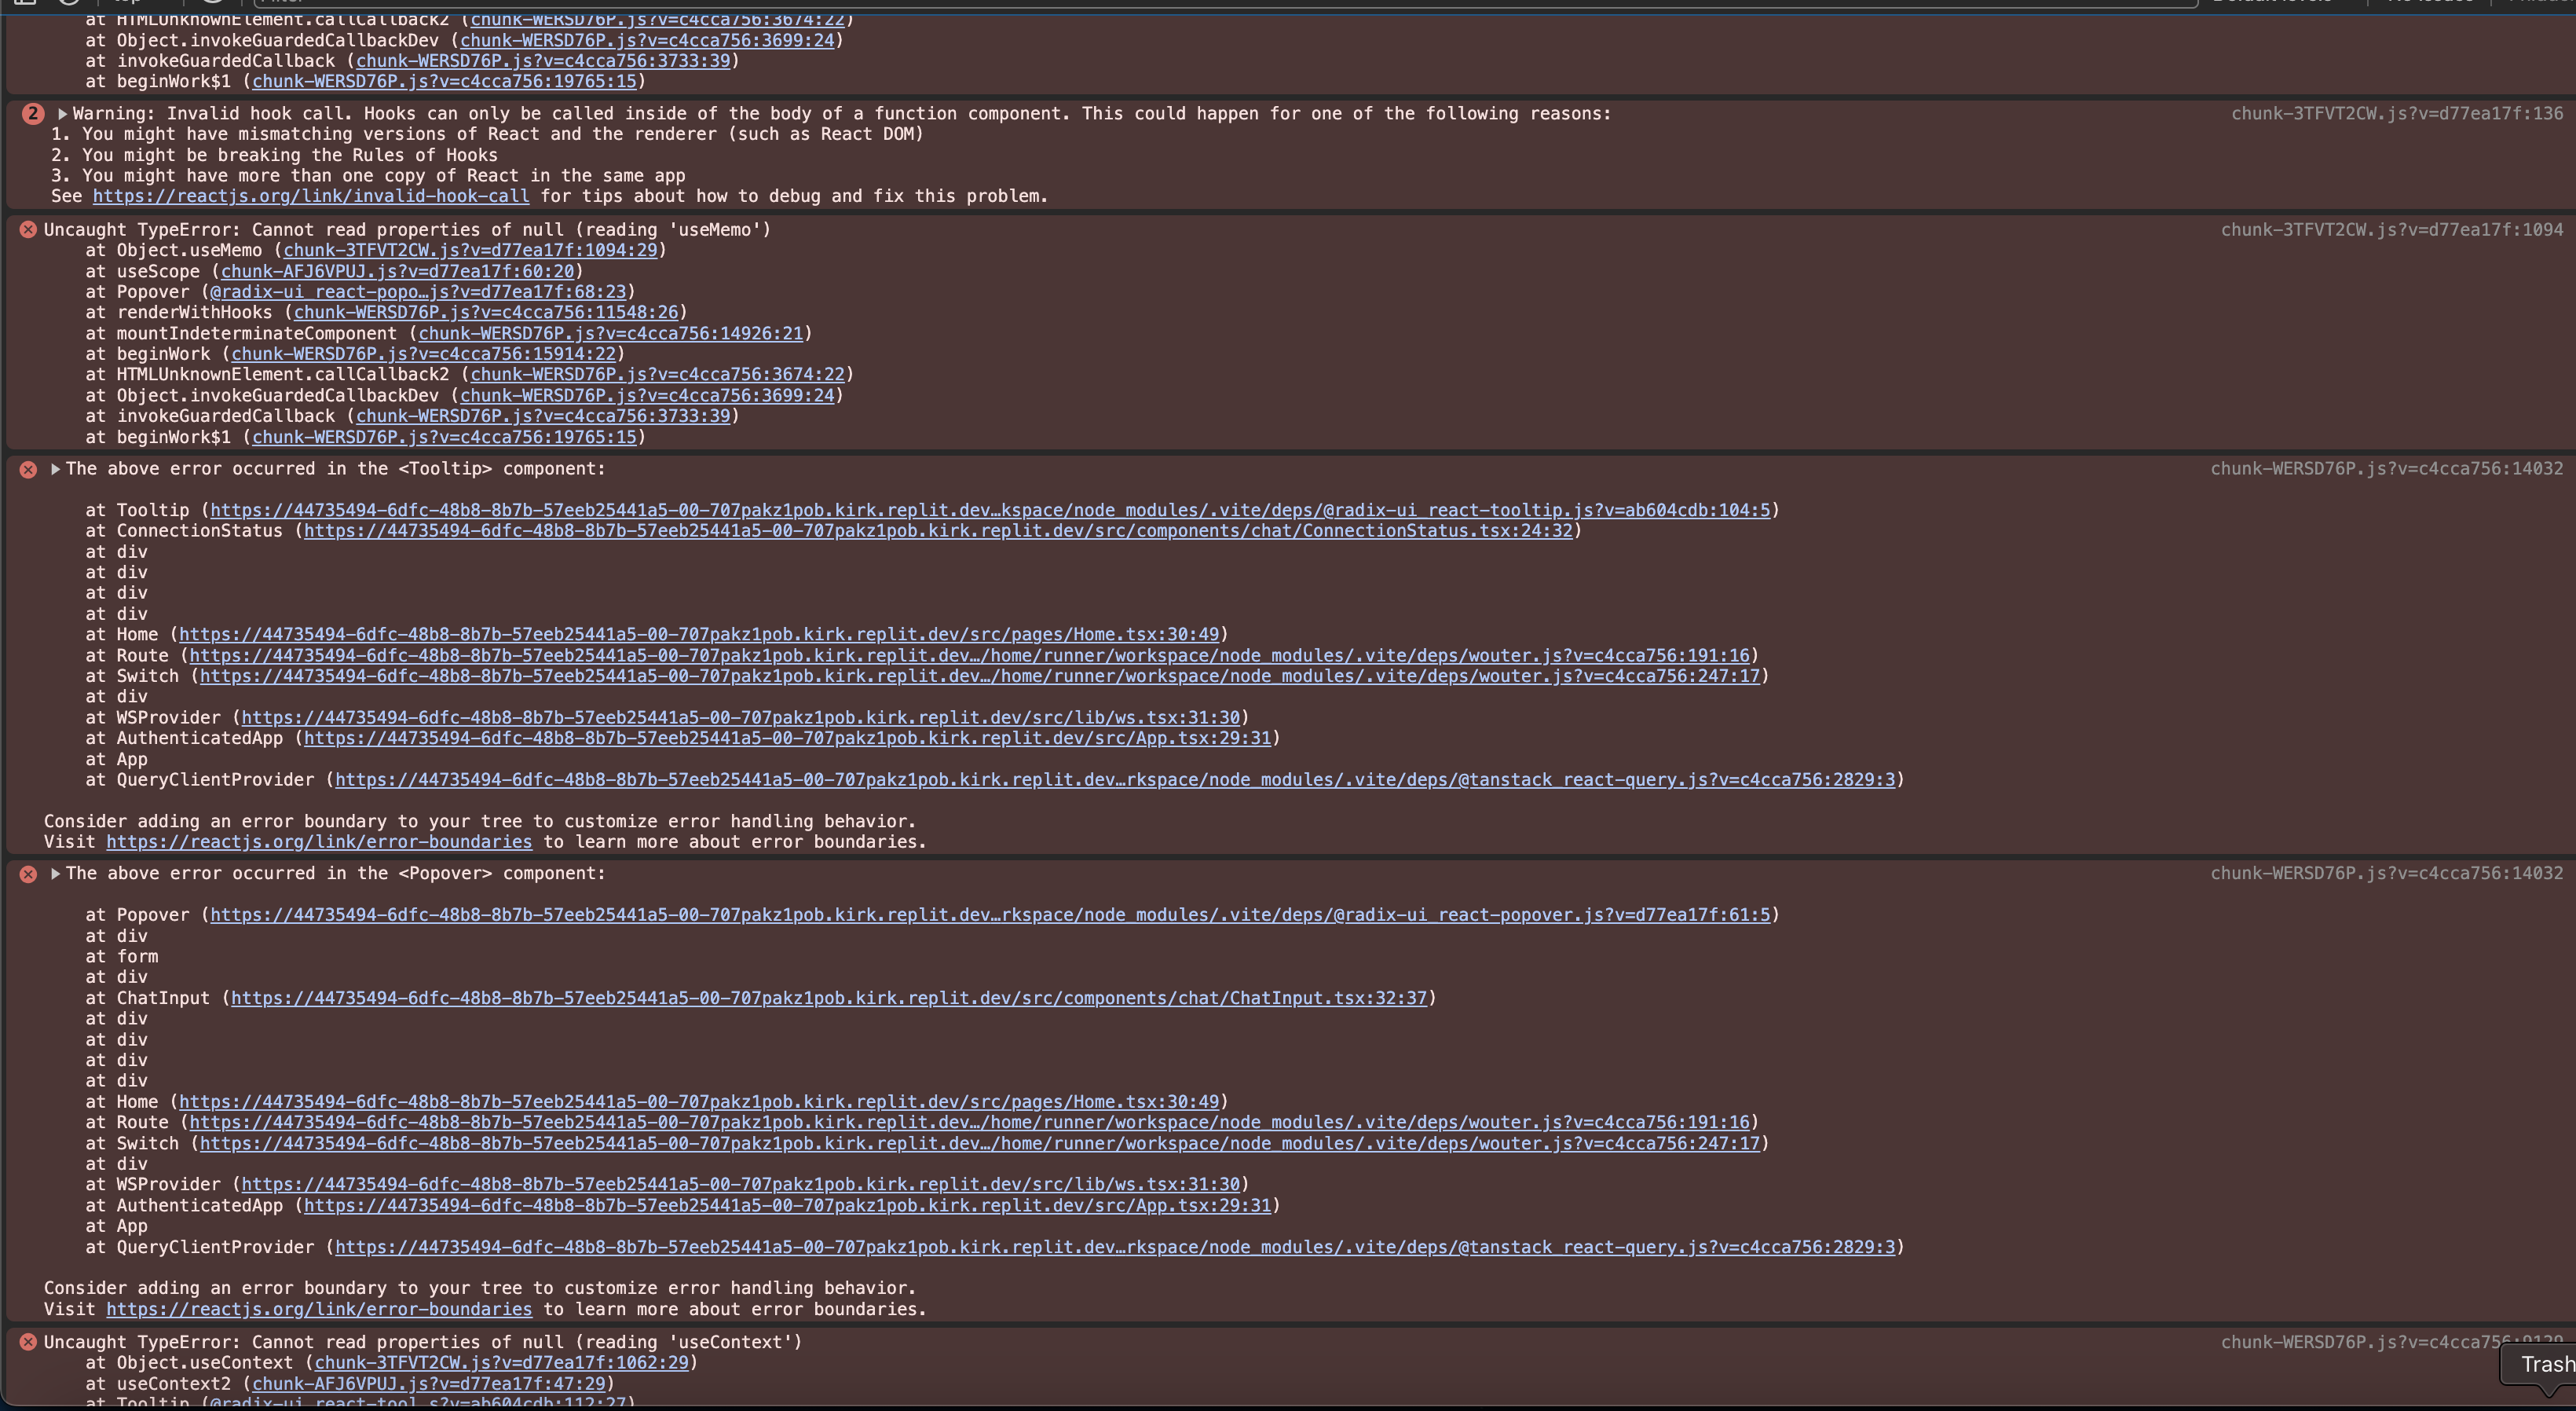 at HTMLUnknownElement.callCallback2 (chunk-WERSD76P.js?v=c4cca756:3674:22)
at Object.invokeGuardedCallbackDev (chunk-WERSD76P.js?v=c4cca756:3699:24)
at invokeGuardedCallback (chunk-WERSD76P.js?v=c4cca756:3733:39)
at beginWork$1 (chunk-WERSD76P.js?v=c4cca756:19765:15)
2 ▶Warning: Invalid hook call. Hooks can only be called inside of the body of a function component. This could happen for one of the following reasons: chunk-3TFVT2CW.js?v=d77ea17f:136
1. You might have mismatching versions of React and the renderer (such as React DOM)
2. You might be breaking the Rules of Hooks
3. You might have more than one copy of React in the same app
See https://reactjs.org/link/invalid-hook-call for tips about how to debug and fix this problem.
Uncaught TypeError: Cannot read properties of null (reading 'useMemo') chunk-3TFVT2CW.js?v=d77ea17f:1094
at Object.useMemo (chunk-3TFVT2CW.js?v=d77ea17f:1094:29)
at useScope (chunk-AFJ6VPUJ.js?v=d77ea17f:60:20)
at Popover (@radix-ui_react-popo…js?v=d77ea17f:68:23)
at renderWithHooks (chunk-WERSD76P.js?v=c4cca756:11548:26)
at mountIndeterminateComponent (chunk-WERSD76P.js?v=c4cca756:14926:21)
at beginWork (chunk-WERSD76P.js?v=c4cca756:15914:22)
at HTMLUnknownElement.callCallback2 (chunk-WERSD76P.js?v=c4cca756:3674:22)
at Object.invokeGuardedCallbackDev (chunk-WERSD76P.js?v=c4cca756:3699:24)
at invokeGuardedCallback (chunk-WERSD76P.js?v=c4cca756:3733:39)
at beginWork$1 (chunk-WERSD76P.js?v=c4cca756:19765:15)
▶The above error occurred in the <Tooltip> component: chunk-WERSD76P.js?v=c4cca756:14032
at Tooltip (https://44735494-6dfc-48b8-8b7b-57eeb25441a5-00-707pakz1pob.kirk.replit.dev…kspace/node_modules/.vite/deps/@radix-ui_react-tooltip.js?v=ab604cdb:104:5)
at ConnectionStatus (https://44735494-6dfc-48b8-8b7b-57eeb25441a5-00-707pakz1pob.kirk.replit.dev/src/components/chat/ConnectionStatus.tsx:24:32)
at div
at div
at div
at div
at Home (https://44735494-6dfc-48b8-8b7b-57eeb25441a5-00-707pakz1pob.kirk.replit.dev/src/pages/Home.tsx:30:49)
at Route (https://44735494-6dfc-48b8-8b7b-57eeb25441a5-00-707pakz1pob.kirk.replit.dev…/home/runner/workspace/node_modules/.vite/deps/wouter.js?v=c4cca756:191:16)
at Switch (https://44735494-6dfc-48b8-8b7b-57eeb25441a5-00-707pakz1pob.kirk.replit.dev…/home/runner/workspace/node_modules/.vite/deps/wouter.js?v=c4cca756:247:17)
at div
at WSProvider (https://44735494-6dfc-48b8-8b7b-57eeb25441a5-00-707pakz1pob.kirk.replit.dev/src/lib/ws.tsx:31:30)
at AuthenticatedApp (https://44735494-6dfc-48b8-8b7b-57eeb25441a5-00-707pakz1pob.kirk.replit.dev/src/App.tsx:29:31)
at App
at QueryClientProvider (https://44735494-6dfc-48b8-8b7b-57eeb25441a5-00-707pakz1pob.kirk.replit.dev…rkspace/node_modules/.vite/deps/@tanstack_react-query.js?v=c4cca756:2829:3)
Consider adding an error boundary to your tree to customize error handling behavior.
Visit https://reactjs.org/link/error-boundaries to learn more about error boundaries.
▶The above error occurred in the <Popover> component: chunk-WERSD76P.js?v=c4cca756:14032
at Popover (https://44735494-6dfc-48b8-8b7b-57eeb25441a5-00-707pakz1pob.kirk.replit.dev…rkspace/node_modules/.vite/deps/@radix-ui_react-popover.js?v=d77ea17f:61:5)
at div
at form
at div
at ChatInput (https://44735494-6dfc-48b8-8b7b-57eeb25441a5-00-707pakz1pob.kirk.replit.dev/src/components/chat/ChatInput.tsx:32:37)
at div
at div
at div
at div
at Home (https://44735494-6dfc-48b8-8b7b-57eeb25441a5-00-707pakz1pob.kirk.replit.dev/src/pages/Home.tsx:30:49)
at Route (https://44735494-6dfc-48b8-8b7b-57eeb25441a5-00-707pakz1pob.kirk.replit.dev…/home/runner/workspace/node_modules/.vite/deps/wouter.js?v=c4cca756:191:16)
at Switch (https://44735494-6dfc-48b8-8b7b-57eeb25441a5-00-707pakz1pob.kirk.replit.dev…/home/runner/workspace/node_modules/.vite/deps/wouter.js?v=c4cca756:247:17)
at div
at WSProvider (https://44735494-6dfc-48b8-8b7b-57eeb25441a5-00-707pakz1pob.kirk.replit.dev/src/lib/ws.tsx:31:30)
at AuthenticatedApp (https://44735494-6dfc-48b8-8b7b-57eeb25441a5-00-707pakz1pob.kirk.replit.dev/src/App.tsx:29:31)
at App
at QueryClientProvider (https://44735494-6dfc-48b8-8b7b-57eeb25441a5-00-707pakz1pob.kirk.replit.dev…rkspace/node_modules/.vite/deps/@tanstack_react-query.js?v=c4cca756:2829:3)
Consider adding an error boundary to your tree to customize error handling behavior.
Visit https://reactjs.org/link/error-boundaries to learn more about error boundaries.
Uncaught TypeError: Cannot read properties of null (reading 'useContext')
at Object.useContext (chunk-3TFVT2CW.js?v=d77ea17f:1062:29)
Trash
at useContext2 (chunk-AFJ6VPUJ.js?v=d77ea17f:47:29)
at Tooltip (@radix-ui_react-tool…s?v=ab604cdb:112:27)